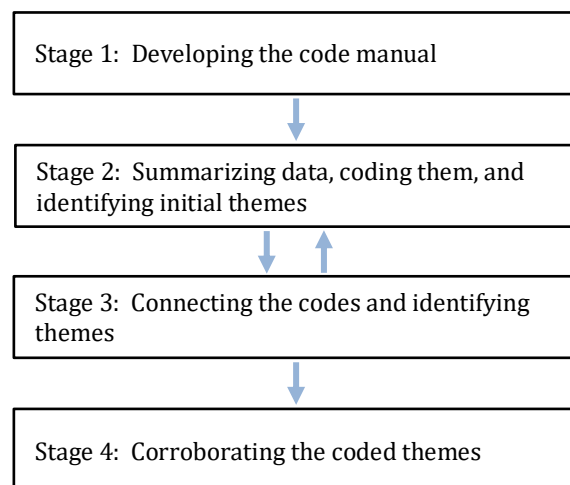 Stage 1:  Developing the code manual
Stage 2:  Summarizing data, coding them, and
identifying initial themes
Stage 3:  Connecting the codes and identifying
themes
Stage 4:  Corroborating the coded themes